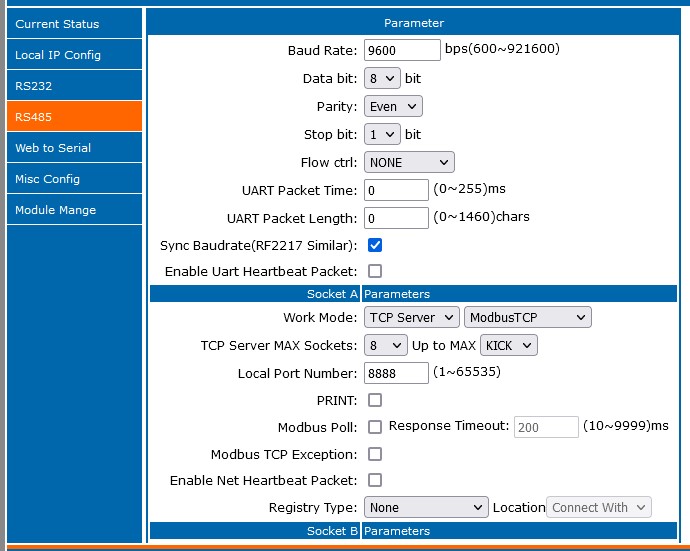 Current Status
Local IP Config
RS232
RS485
Web to Serial
Misc Config
Module Mange
Parameter
Baud Rate: 9600 bps(600~921600)
Data bit: 8 bit
Parity: Even
Stop bit: 1 bit
Flow ctrl: NONE
UART Packet Time: 0 (0~255)ms
UART Packet Length: 0 (0~1460)chars
Sync Baudrate(RF2217 Similar):
Enable Uart Heartbeat Packet:
Socket A Parameters
Work Mode: TCP Server ModbusTCP
TCP Server MAX Sockets: 8 Up to MAX KICK
Local Port Number: 8888 (1~65535)
PRINT:
Modbus Poll: Response Timeout: 200 (10~9999)ms
Modbus TCP Exception:
Enable Net Heartbeat Packet:
Registry Type: None Location Connect With
Socket B Parameters